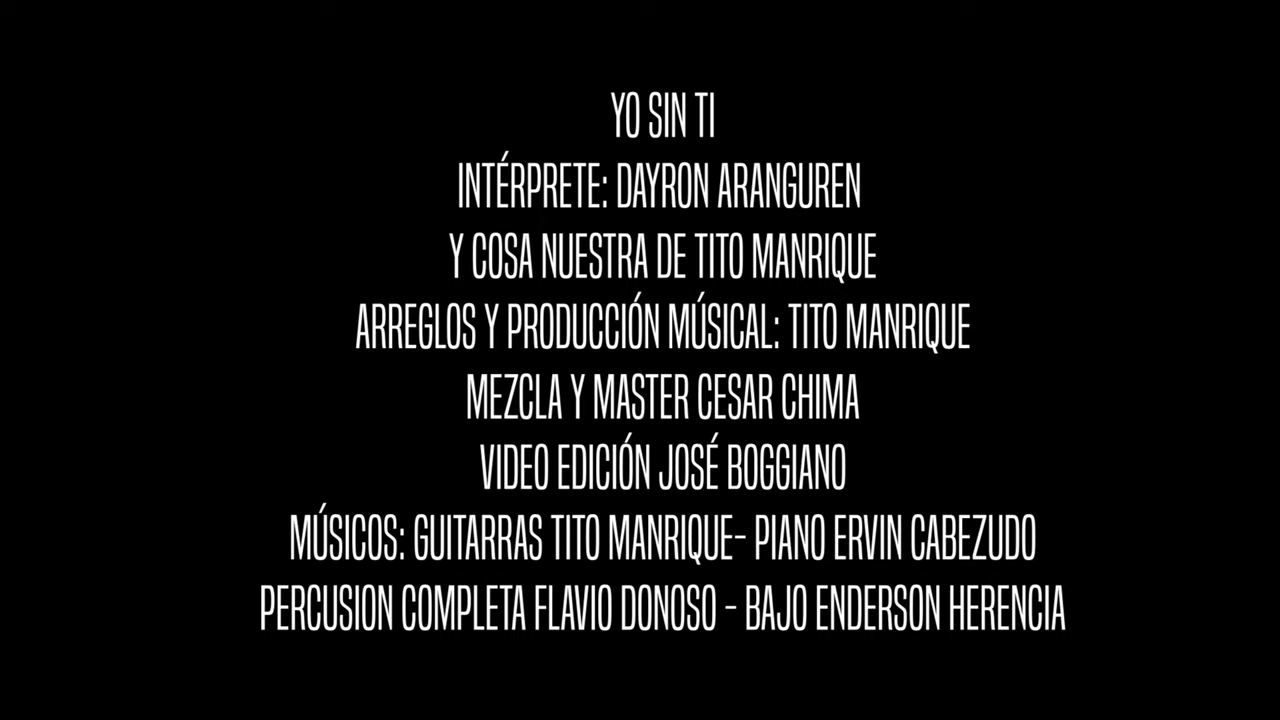 YO SIN TI
INTÉRPRETE: DAYRON ARANGUREN
Y COSA NUESTRA DE TITO MANRIQUE
ARREGLOS Y PRODUCCIÓN MÚSICAL: TITO MANRIQUE
MEZCLA Y MASTER CESAR CHIMA
VIDEO EDICIÓN JOSÉ BOGGIANO
MÚSICOS: GUITARRAS TITO MANRIQUE- PIANO ERVIN CABEZUDO
PERCUSION COMPLETA FLAVIO DONOSO - BAJO ENDERSON HERENCIA